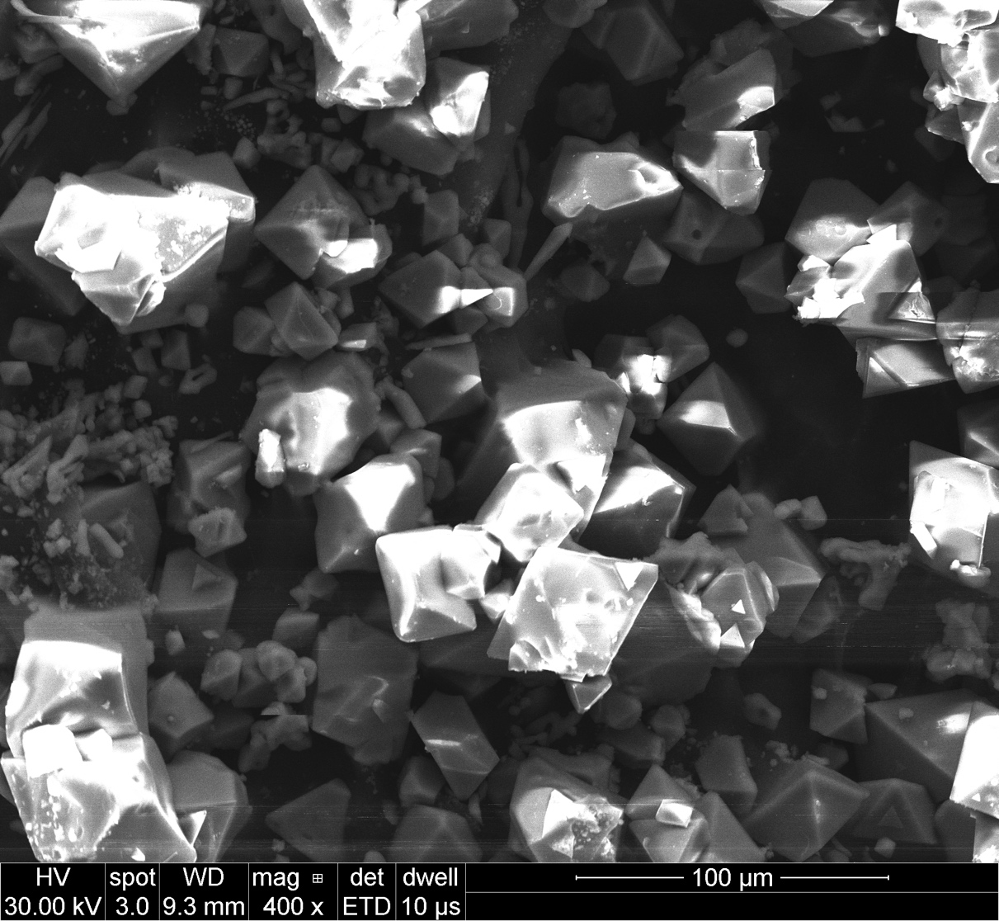 HV spot WD mag det dwell
30.00 kV 3.0 9.3 mm 400 x ETD 10 µs
100 µm